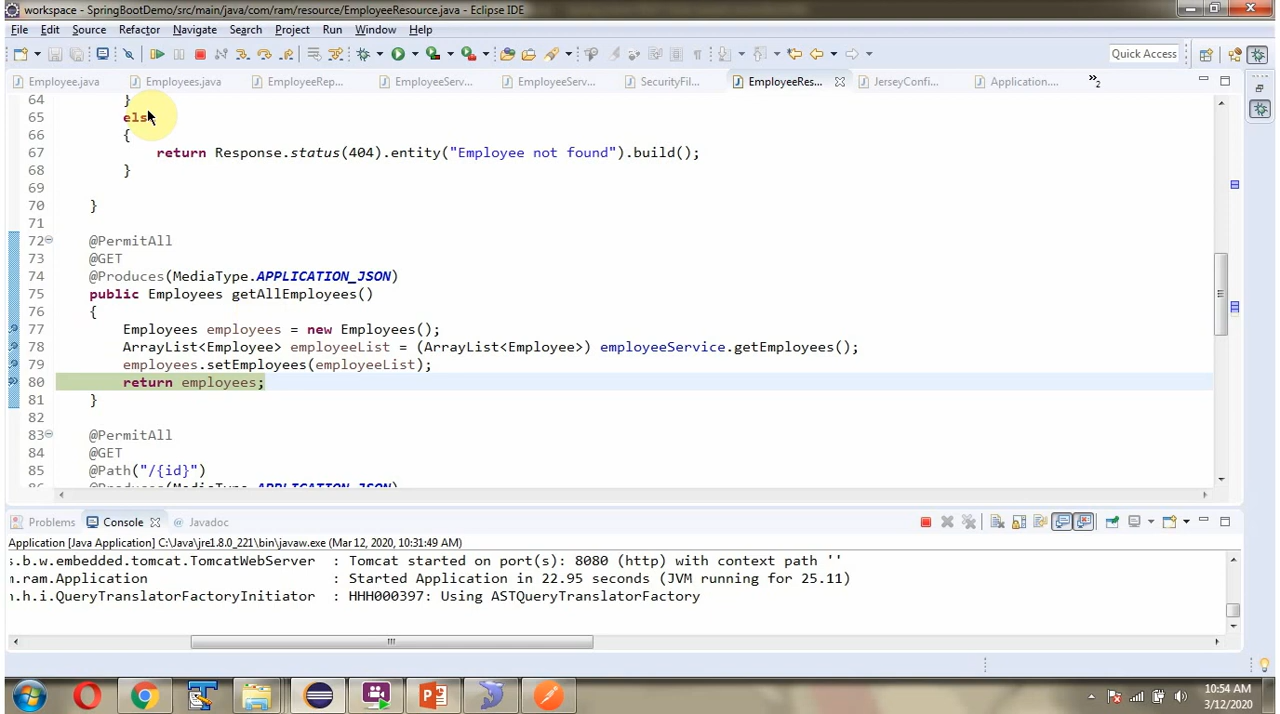 workspace - SpringBootDemo/src/main/java/com/ram/resource/EmployeeResource.java - Eclipse IDE
File Edit Source Refactor Navigate Search Project Run Window Help
Quick Access
Employee.java Employees.java EmployeeRep... EmployeeServ... EmployeeServ... SecurityFil... EmployeeRes... JerseyConfi... Application.... »2
64 }
65 els
66 {
67 return Response.status(404).entity("Employee not found").build();
68 }
69
70 }
71
72 @PermitAll
73 @GET
74 @Produces(MediaType.APPLICATION_JSON)
75 public Employees getAllEmployees()
76 {
77 Employees employees = new Employees();
78 ArrayList<Employee> employeeList = (ArrayList<Employee>) employeeService.getEmployees();
79 employees.setEmployees(employeeList);
80 return employees;
81 }
82
83 @PermitAll
84 @GET
85 @Path("/{id}")
86 @Produces(MediaType.APPLICATION_JSON)
Problems Console Javadoc
Application [Java Application] C:\Java\jre1.8.0_221\bin\javaw.exe (Mar 12, 2020, 10:31:49 AM)
s.b.w.embedded.tomcat.TomcatWebServer : Tomcat started on port(s): 8080 (http) with context path ''
m.ram.Application : Started Application in 22.95 seconds (JVM running for 25.11)
n.h.i.QueryTranslatorFactoryInitiator : HHH000397: Using ASTQueryTranslatorFactory
10:54 AM
3/12/2020